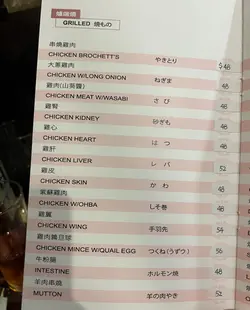 燒烤類
GRILLED 焼もの
串燒雞肉
CHICKEN BROCHETT'S やきとり $48
大蔥雞肉
CHICKEN W/LONG ONION ねぎま 48
雞肉(山葵醬)
CHICKEN MEAT W/WASABI さび 48
雞腎
CHICKEN KIDNEY 砂ぎも 48
雞心
CHICKEN HEART はつ 48
雞肝
CHICKEN LIVER レバ 52
雞皮
CHICKEN SKIN かわ 48
紫蘇雞肉
CHICKEN W/OHBA しそ巻 48
雞翼
CHICKEN WING 手羽先 54
雞肉鵪鶉球
CHICKEN MINCE W/QUAIL EGG つくね(うずウ) 56
牛粉腸
INTESTINE ホルモン焼 48
羊肉串燒
MUTTON 羊の肉やき 52